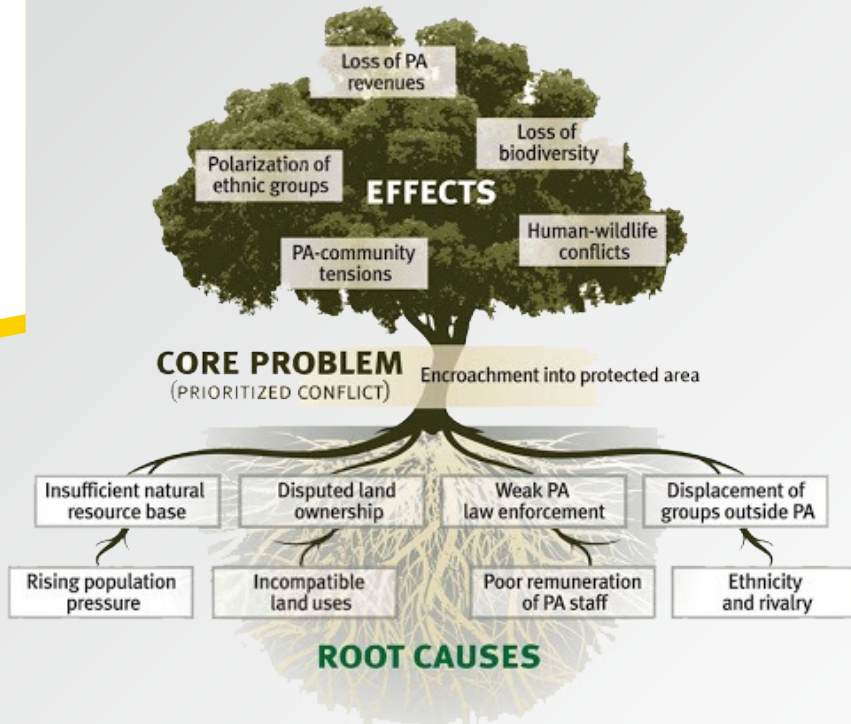 Loss of PA
revenues
Loss of
biodiversity
Polarization of
ethnic groups
EFFECTS
Human-wildlife
conflicts
PA-community
tensions
CORE PROBLEM
(PRIORITIZED CONFLICT)
Encroachment into protected area
Insufficient natural
resource base
Disputed land
ownership
Weak PA
law enforcement
Displacement of
groups outside PA
Rising population
pressure
Incompatible
land uses
Poor remuneration
of PA staff
Ethnicity
and rivalry
ROOT CAUSES